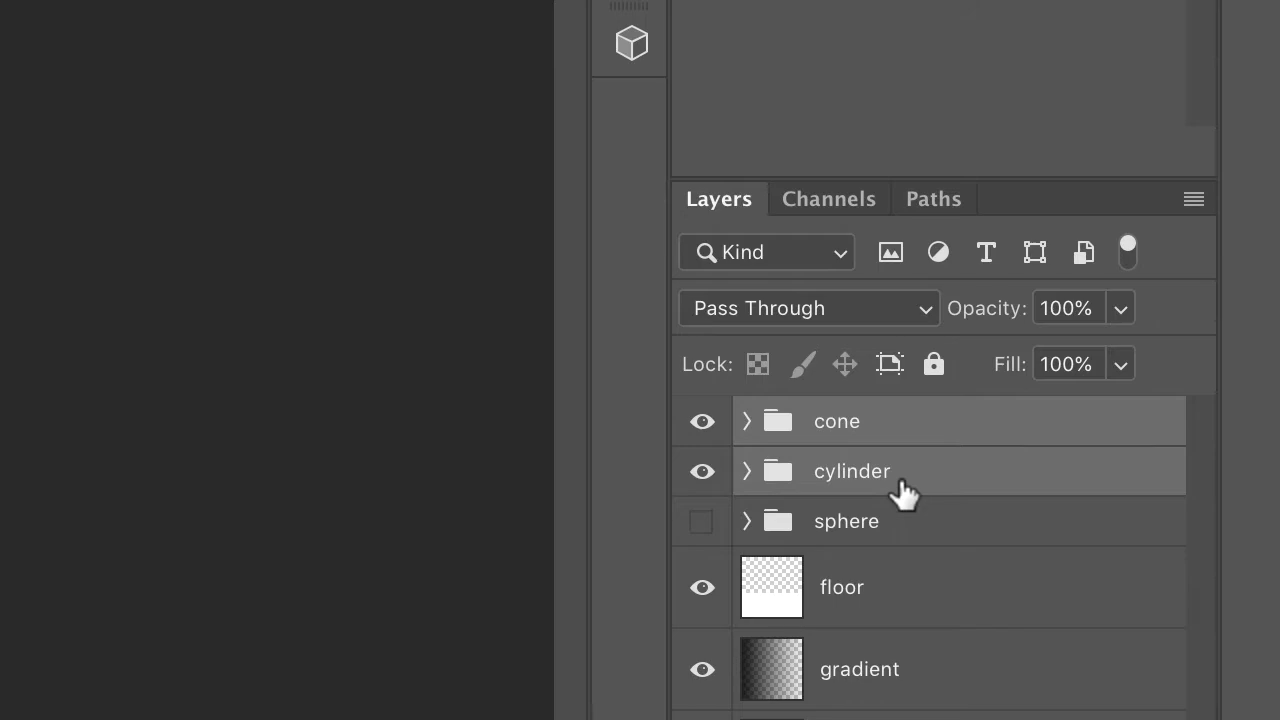 Layers Channels Paths
Kind
Pass Through Opacity: 100%
Lock: Fill: 100%
cone
cylinder
sphere
floor
gradient